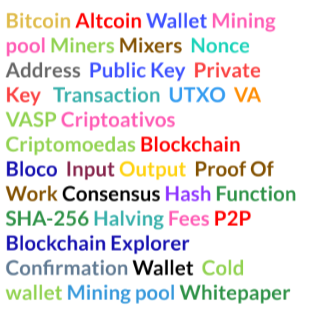 Bitcoin Altcoin Wallet Mining
pool Miners Mixers Nonce
Address Public Key Private
Key Transaction UTXO VA
VASP Criptoativos
Criptomoedas Blockchain
Bloco Input Output Proof Of
Work Consensus Hash Function
SHA-256 Halving Fees P2P
Blockchain Explorer
Confirmation Wallet Cold
wallet Mining pool Whitepaper